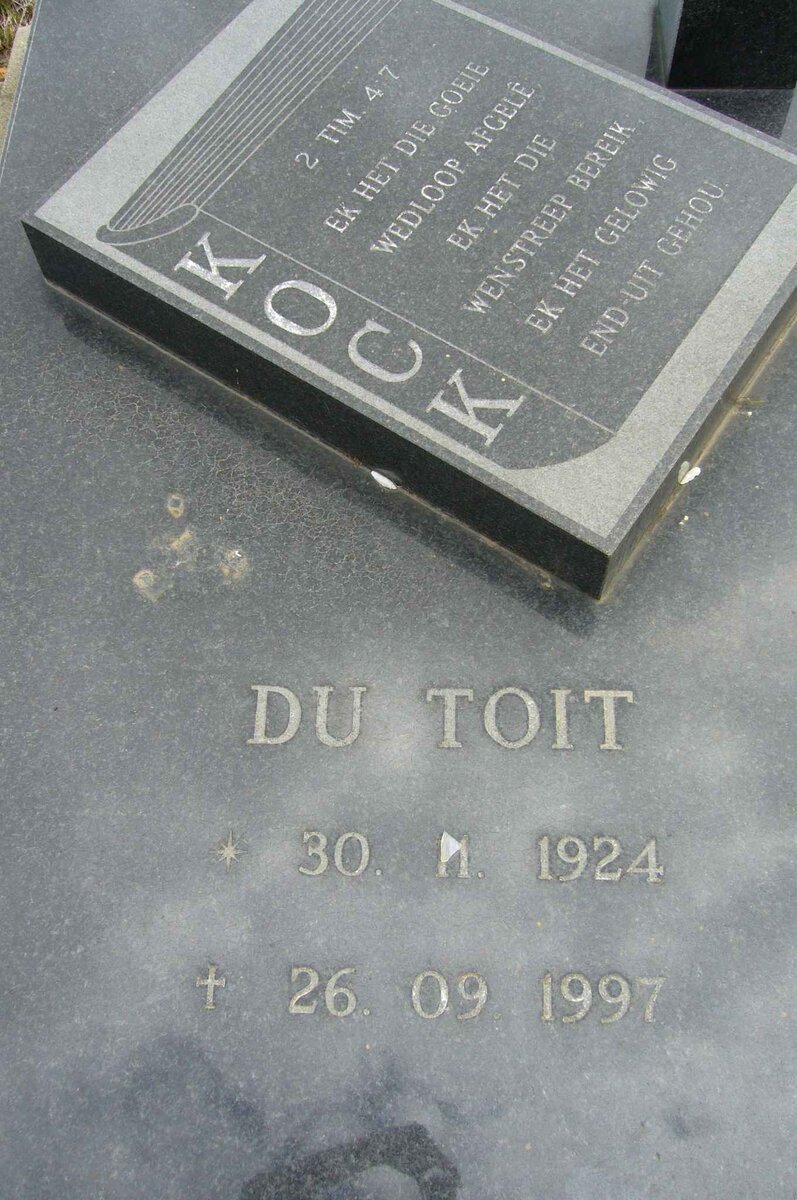 2 TIM. 4:7
EK HET DIE GOEIE
WEDLOOP AFGELÊ,
EK HET DIE
WENSTREEP BEREIK,
EK HET GELOWIG
END-UIT GEHOU.
KOCK
DU TOIT
* 30. 11. 1924
† 26. 09. 1997